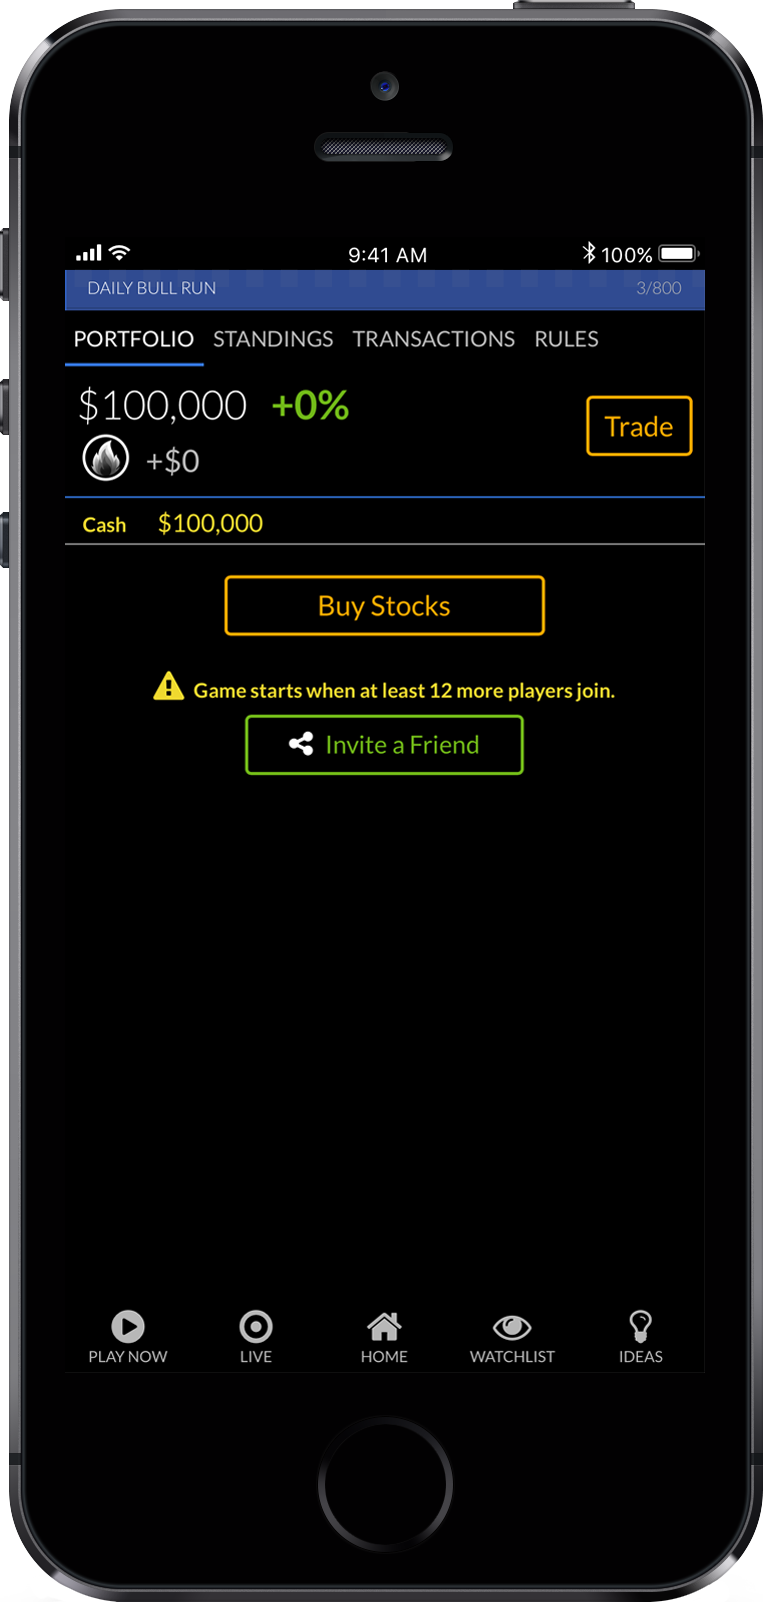 9:41 AM 100%
DAILY BULL RUN 3/800
PORTFOLIO STANDINGS TRANSACTIONS RULES
$100,000 +0%
Trade
+$0
Cash $100,000
Buy Stocks
Game starts when at least 12 more players join.
Invite a Friend
PLAY NOW LIVE HOME WATCHLIST IDEAS